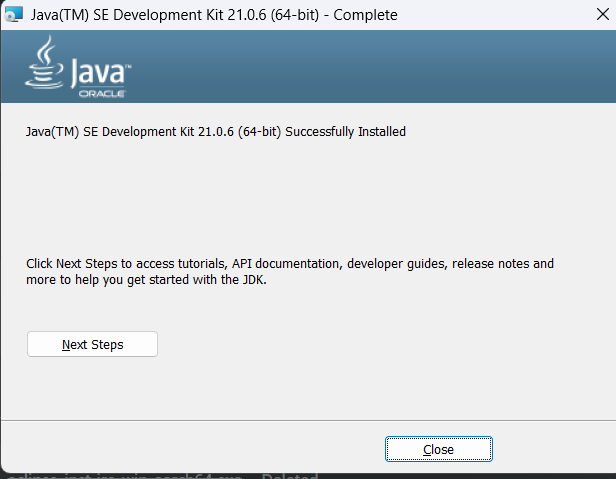 Java(TM) SE Development Kit 21.0.6 (64-bit) - Complete
Java™
ORACLE
Java(TM) SE Development Kit 21.0.6 (64-bit) Successfully Installed
Click Next Steps to access tutorials, API documentation, developer guides, release notes and
more to help you get started with the JDK.
Next Steps
Close
Deleted